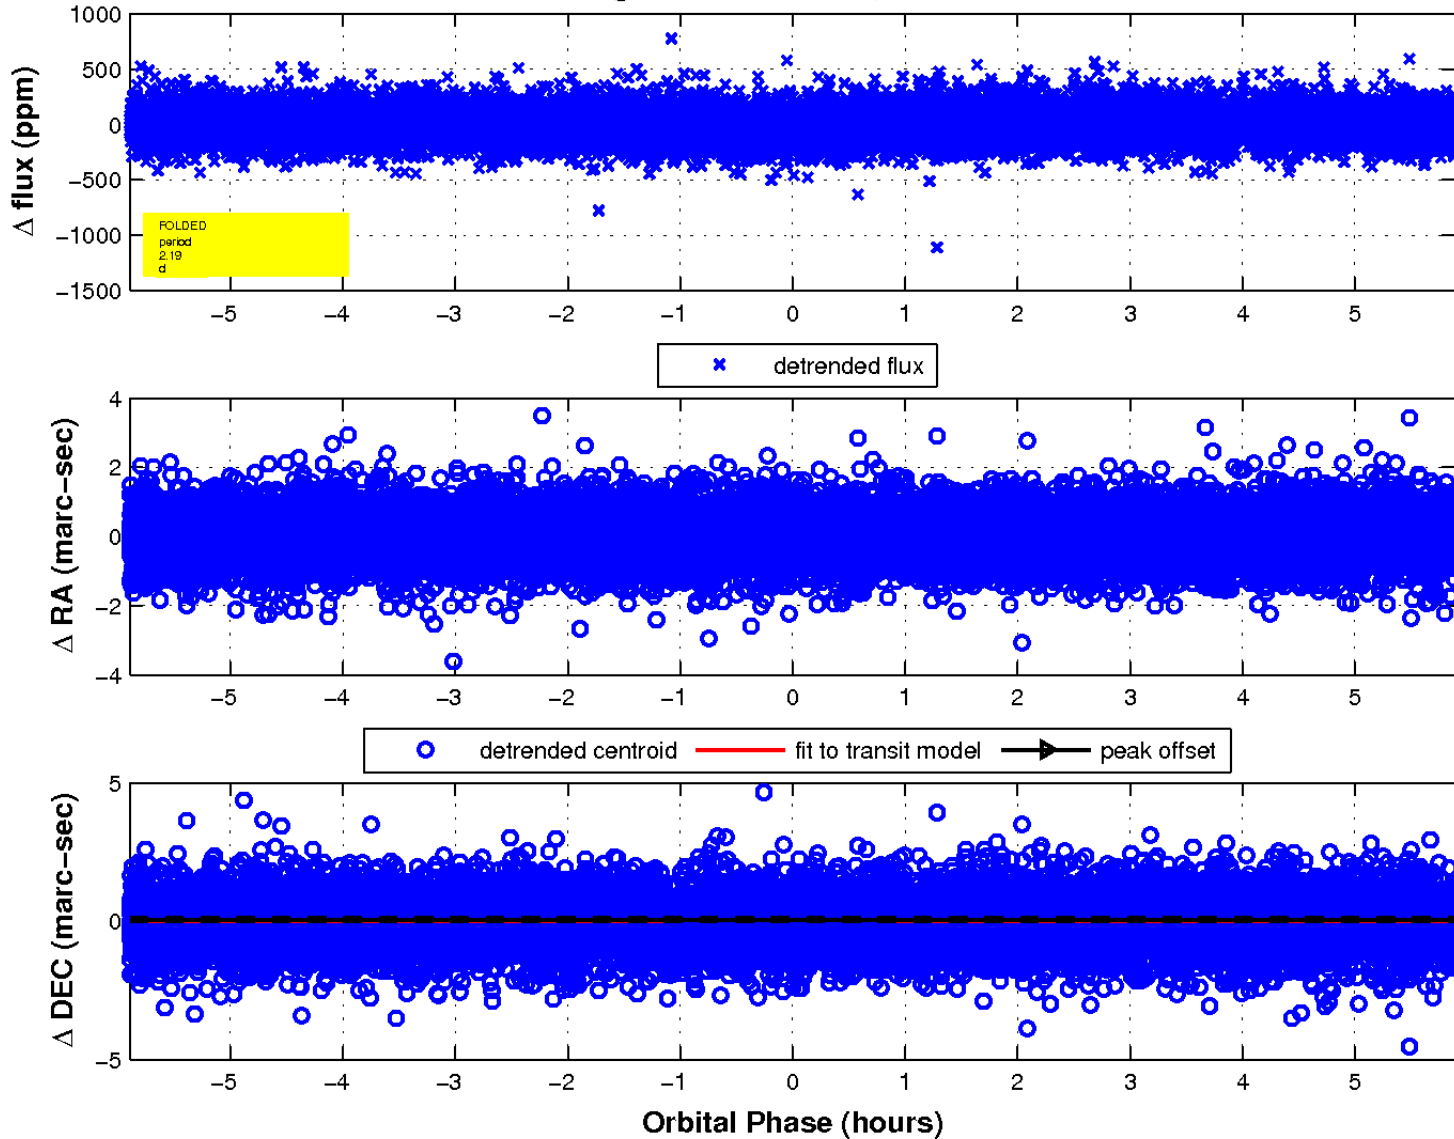 1000
500
0
−500
−1000
−1500
Δ flux (ppm)
FOLDED
period
2.19
d
−5 −4 −3 −2 −1 0 1 2 3 4 5
detrended flux
4
2
0
−2
−4
Δ RA (marc−sec)
−5 −4 −3 −2 −1 0 1 2 3 4 5
detrended centroid fit to transit model peak offset
5
0
−5
Δ DEC (marc−sec)
−5 −4 −3 −2 −1 0 1 2 3 4 5
Orbital Phase (hours)